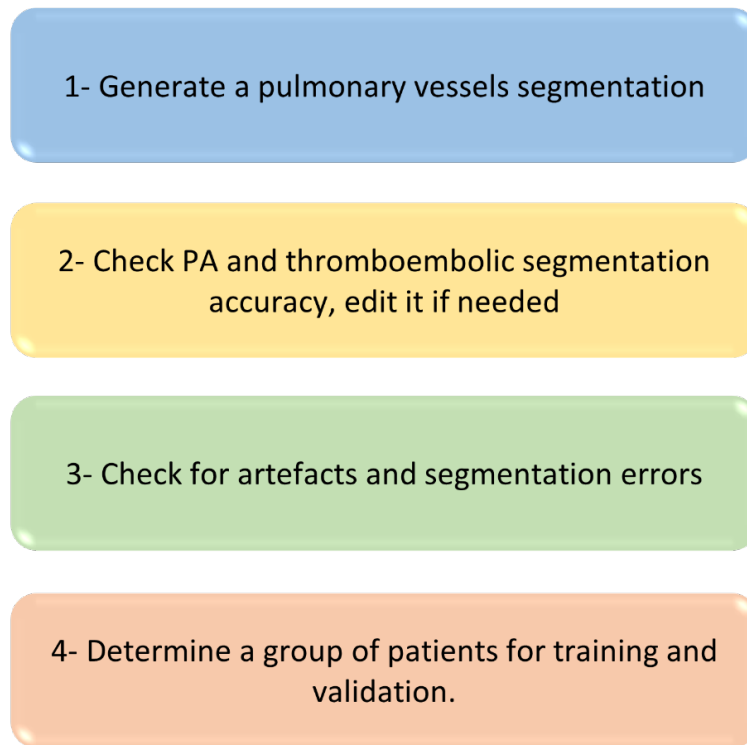 1- Generate a pulmonary vessels segmentation
2- Check PA and thromboembolic segmentation
accuracy, edit it if needed
3- Check for artefacts and segmentation errors
4- Determine a group of patients for training and
validation.